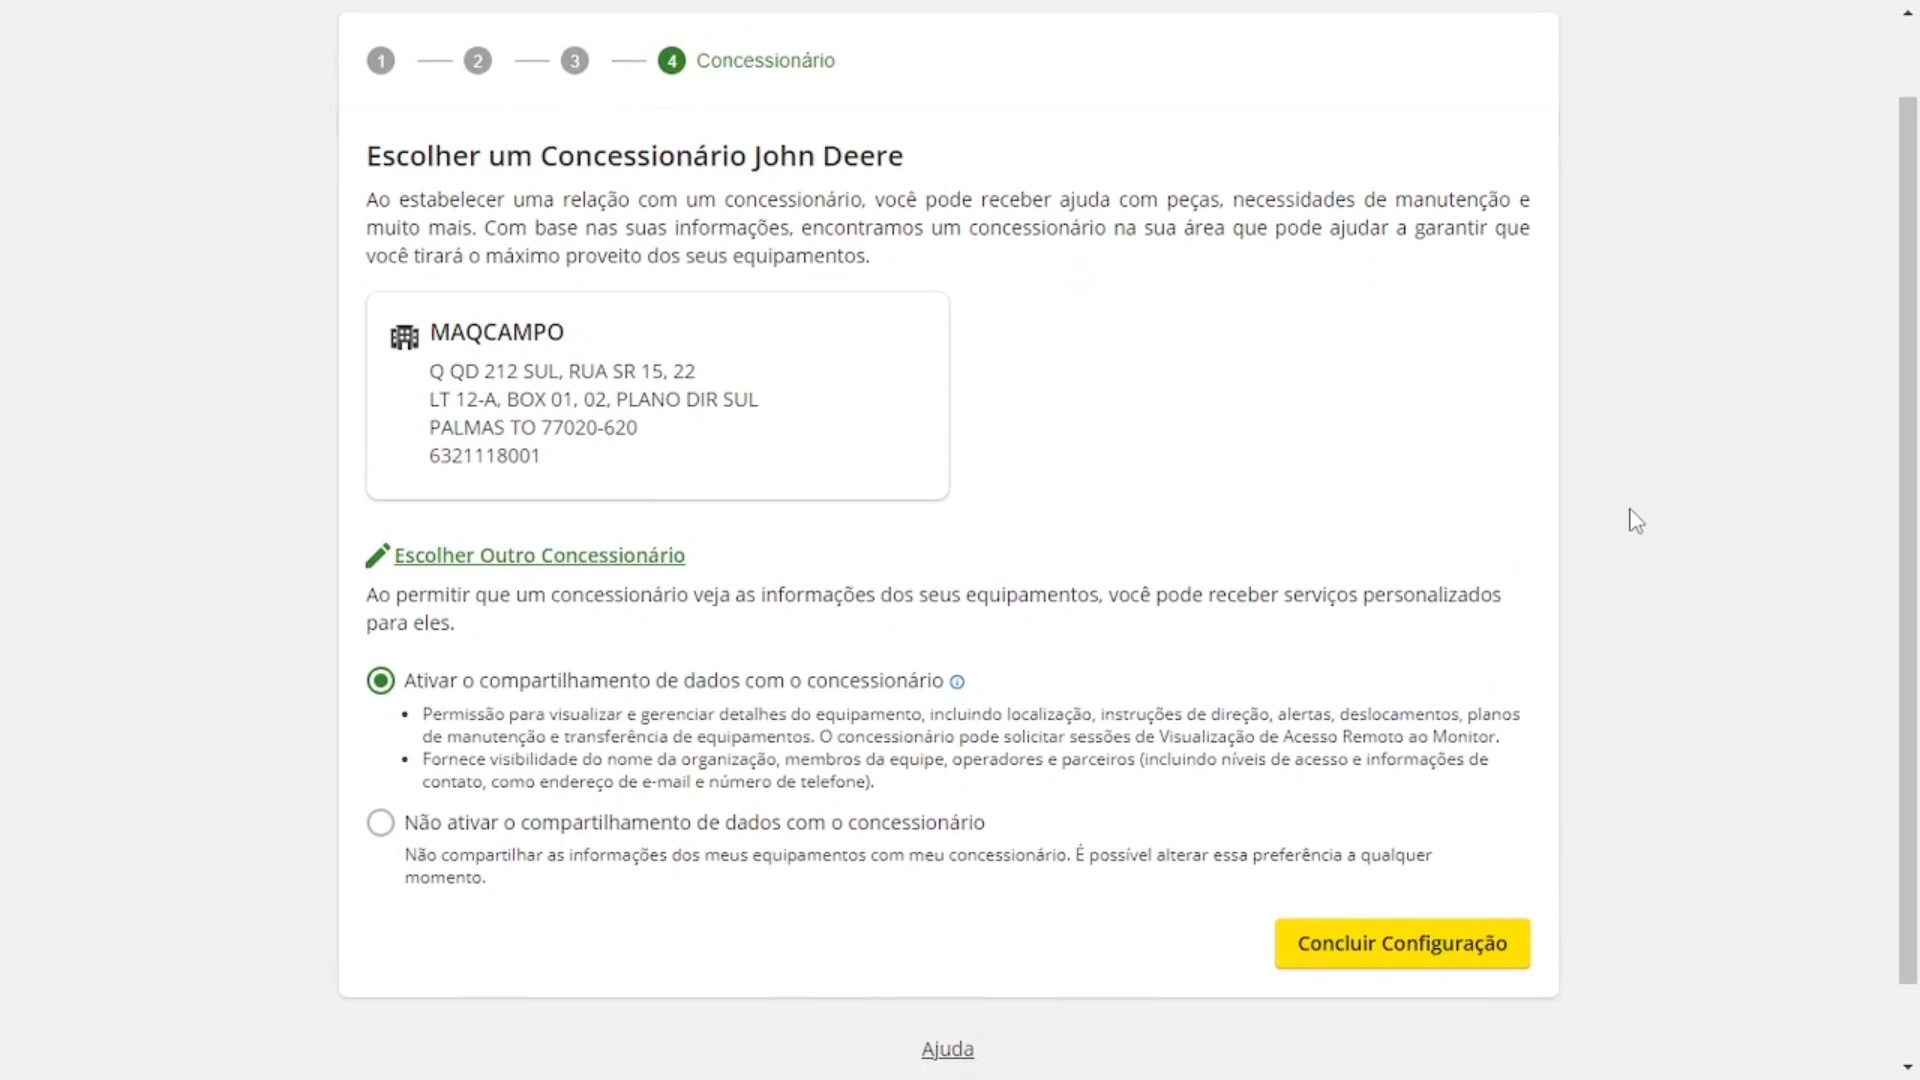 1 2 3 4 Concessionário
Escolher um Concessionário John Deere
Ao estabelecer uma relação com um concessionário, você pode receber ajuda com peças, necessidades de manutenção e
muito mais. Com base nas suas informações, encontramos um concessionário na sua área que pode ajudar a garantir que
você tirará o máximo proveito dos seus equipamentos.
MAQCAMPO
Q QD 212 SUL, RUA SR 15, 22
LT 12-A, BOX 01, 02, PLANO DIR SUL
PALMAS TO 77020-620
6321118001
Escolher Outro Concessionário
Ao permitir que um concessionário veja as informações dos seus equipamentos, você pode receber serviços personalizados
para eles.
Ativar o compartilhamento de dados com o concessionário
• Permissão para visualizar e gerenciar detalhes do equipamento, incluindo localização, instruções de direção, alertas, deslocamentos, planos
de manutenção e transferência de equipamentos. O concessionário pode solicitar sessões de Visualização de Acesso Remoto ao Monitor.
• Fornece visibilidade do nome da organização, membros da equipe, operadores e parceiros (incluindo níveis de acesso e informações de
contato, como endereço de e-mail e número de telefone).
Não ativar o compartilhamento de dados com o concessionário
Não compartilhar as informações dos meus equipamentos com meu concessionário. É possível alterar essa preferência a qualquer
momento.
Concluir Configuração
Ajuda